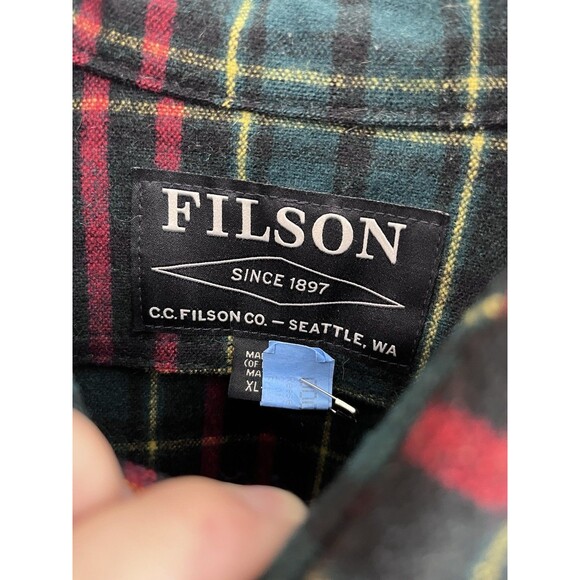 FILSON
SINCE 1897
C.C. FILSON CO. — SEATTLE, WA
XL